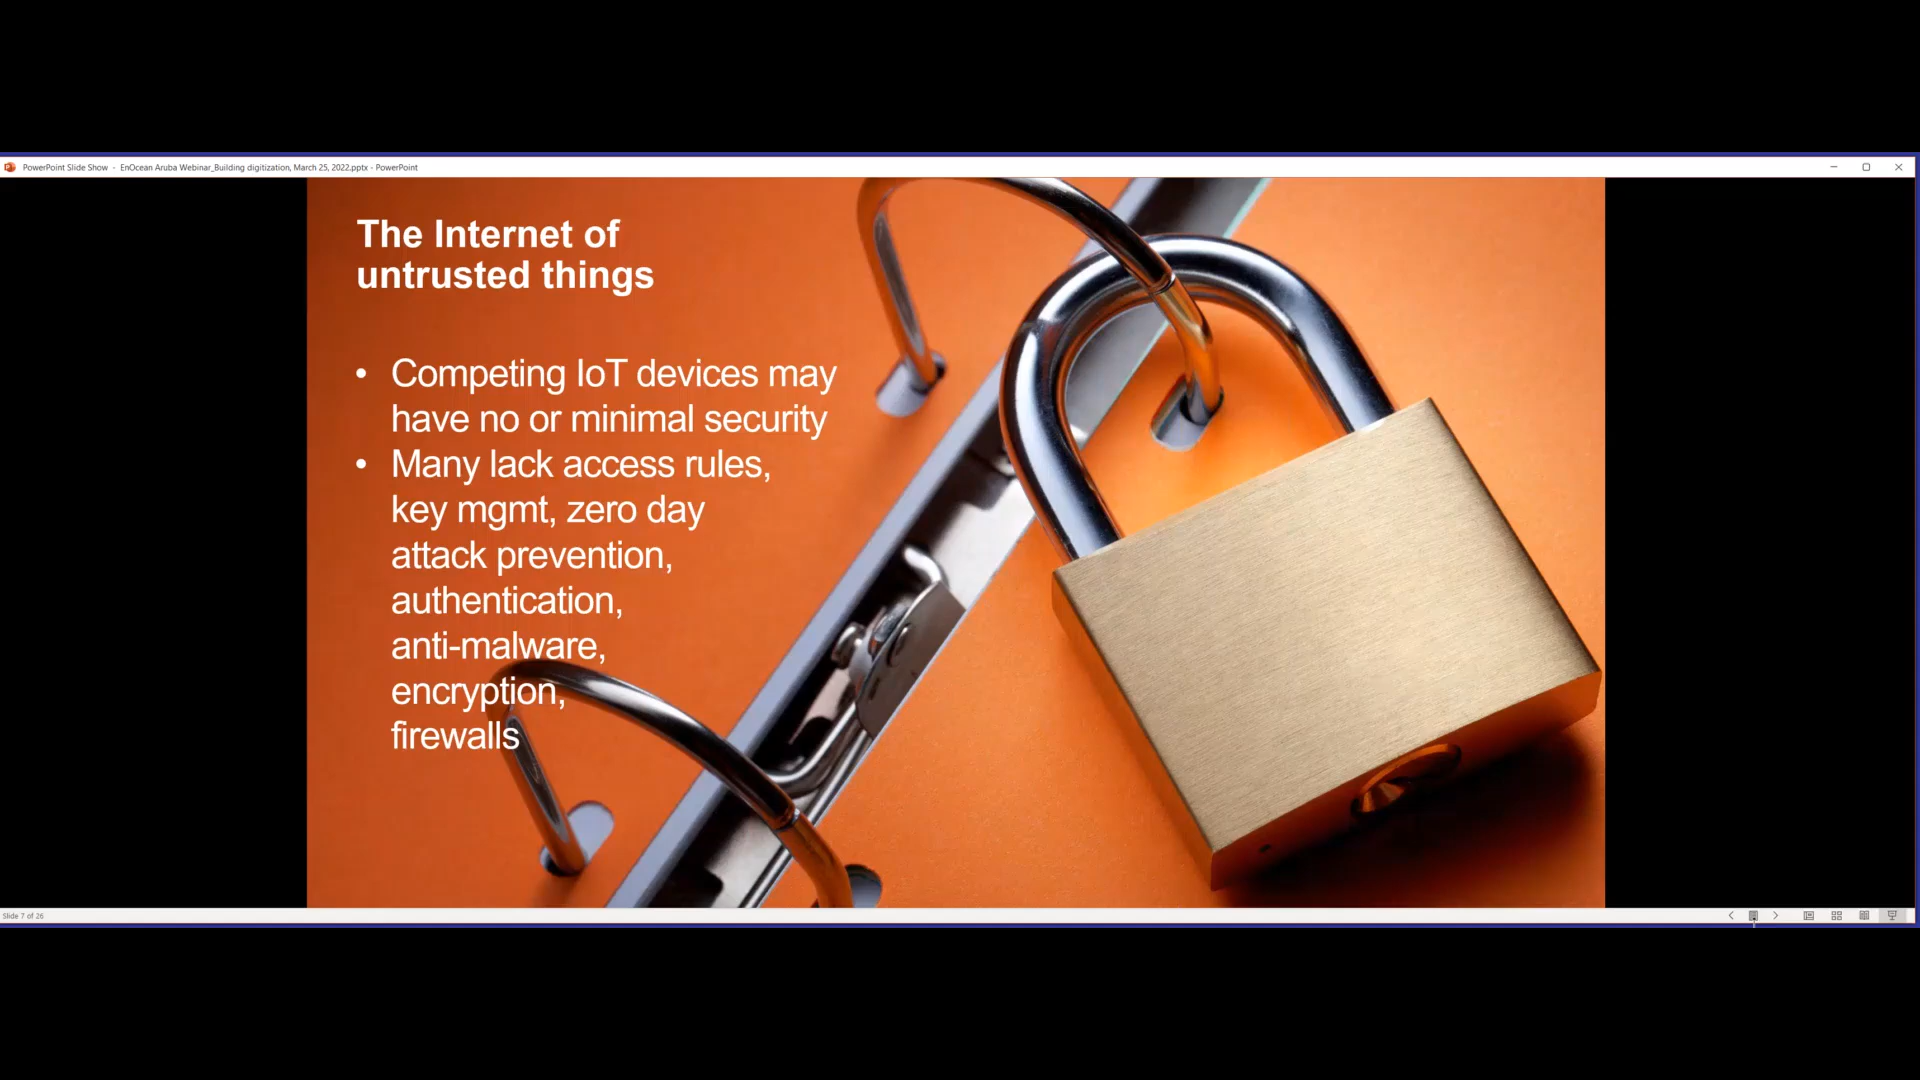 PowerPoint Slide Show - EnOcean Aruba Webinar_Building digitization, March 25, 2022.pptx - PowerPoint
The Internet of
untrusted things
• Competing IoT devices may
have no or minimal security
• Many lack access rules,
key mgmt, zero day
attack prevention,
authentication,
anti-malware,
encryption,
firewalls
Slide 7 of 26